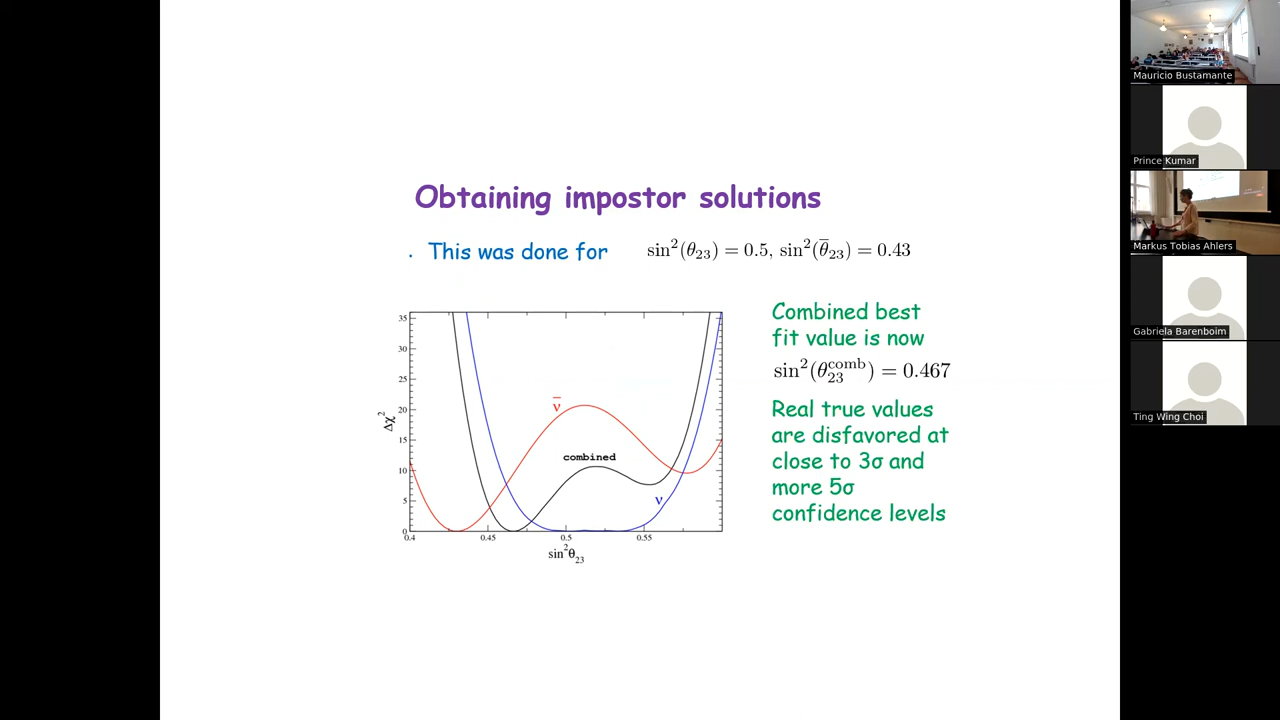 Obtaining impostor solutions
. This was done for sin²(θ₂₃) = 0.5, sin²(θ̅₂₃) = 0.43
Combined best
fit value is now
sin²(θ₂₃ᶜᵒᵐᵇ) = 0.467
Real true values
are disfavored at
close to 3σ and
more 5σ
confidence levels
35
30
25
20
15
10
5
0
Δχ²
ν̅
combined
ν
0.4 0.45 0.5 0.55
sin²θ₂₃
Mauricio Bustamante
Prince Kumar
Markus Tobias Ahlers
Gabriela Barenboim
Ting Wing Choi